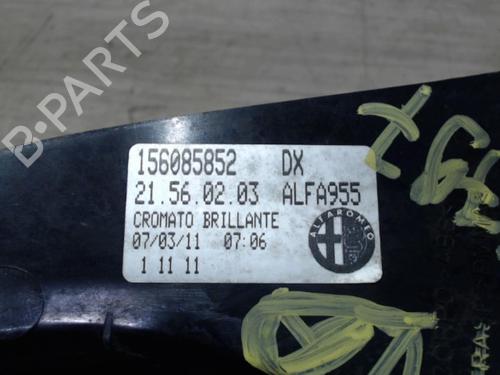 B-PARTS
156085852 DX
21.56.02.03 ALFA955
CROMATO BRILLANTE
07/03/11 07:06
1 11 11
ALFA ROMEO